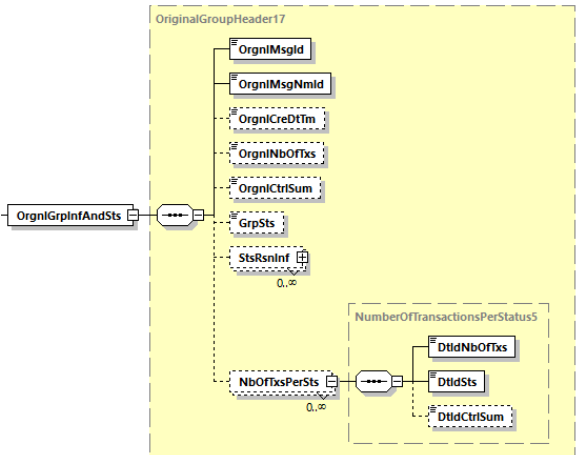 OriginalGroupHeader17
OrgnlMsgId
OrgnlMsgNmId
OrgnlCreDtTm
OrgnlNbOfTxs
OrgnlCtrlSum
OrgnlGrpInfAndSts
GrpSts
StsRsnInf
0..∞
NumberOfTransactionsPerStatus5
DtldNbOfTxs
NbOfTxsPerSts
DtldSts
0..∞
DtldCtrlSum